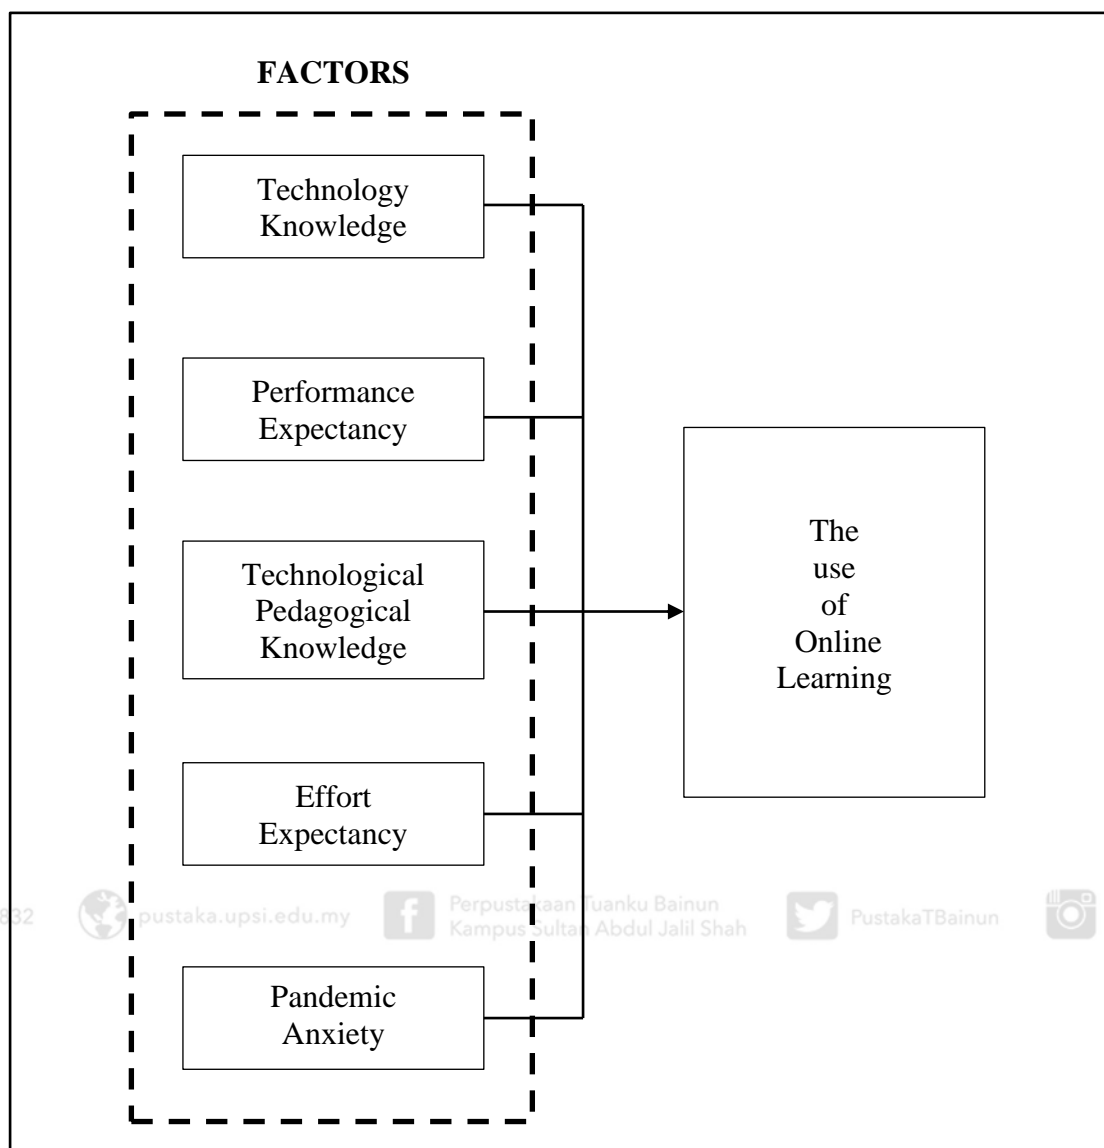 FACTORS
Technology
Knowledge
Performance
Expectancy
Technological
Pedagogical
Knowledge
The
use
of
Online
Learning
Effort
Expectancy
832
pustaka.upsi.edu.my
f
Perpustakaan Tuanku Bainun
Kampus Sultan Abdul Jalil Shah
PustakaTBainun
Pandemic
Anxiety